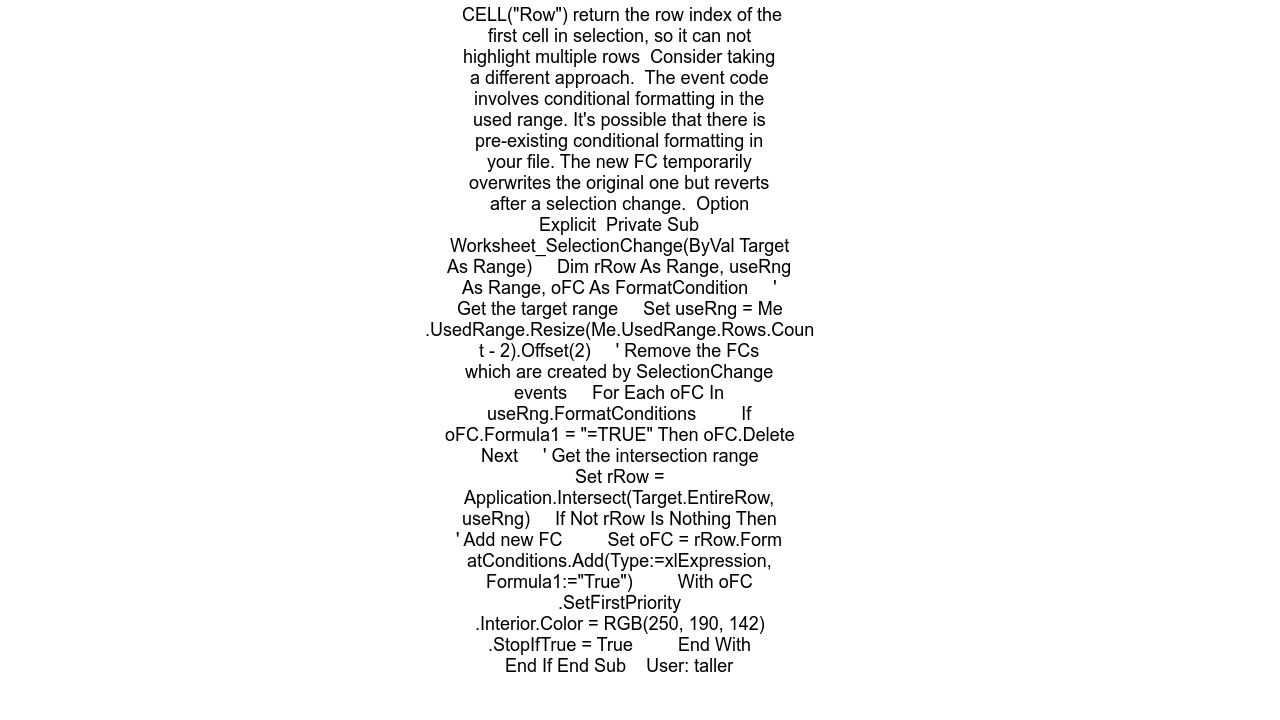 CELL("Row") return the row index of the
first cell in selection, so it can not
highlight multiple rows  Consider taking
a different approach.  The event code
involves conditional formatting in the
used range. It's possible that there is
pre-existing conditional formatting in
your file. The new FC temporarily
overwrites the original one but reverts
after a selection change.  Option
Explicit  Private Sub
Worksheet_SelectionChange(ByVal Target
As Range)     Dim rRow As Range, useRng
As Range, oFC As FormatCondition     '
Get the target range     Set useRng = Me
.UsedRange.Resize(Me.UsedRange.Rows.Coun
t - 2).Offset(2)     ' Remove the FCs
which are created by SelectionChange
events     For Each oFC In
useRng.FormatConditions         If
oFC.Formula1 = "=TRUE" Then oFC.Delete
Next     ' Get the intersection range
Set rRow =
Application.Intersect(Target.EntireRow,
useRng)     If Not rRow Is Nothing Then
' Add new FC         Set oFC = rRow.Form
atConditions.Add(Type:=xlExpression,
Formula1:="True")         With oFC
.SetFirstPriority
.Interior.Color = RGB(250, 190, 142)
.StopIfTrue = True         End With
End If End Sub    User: taller